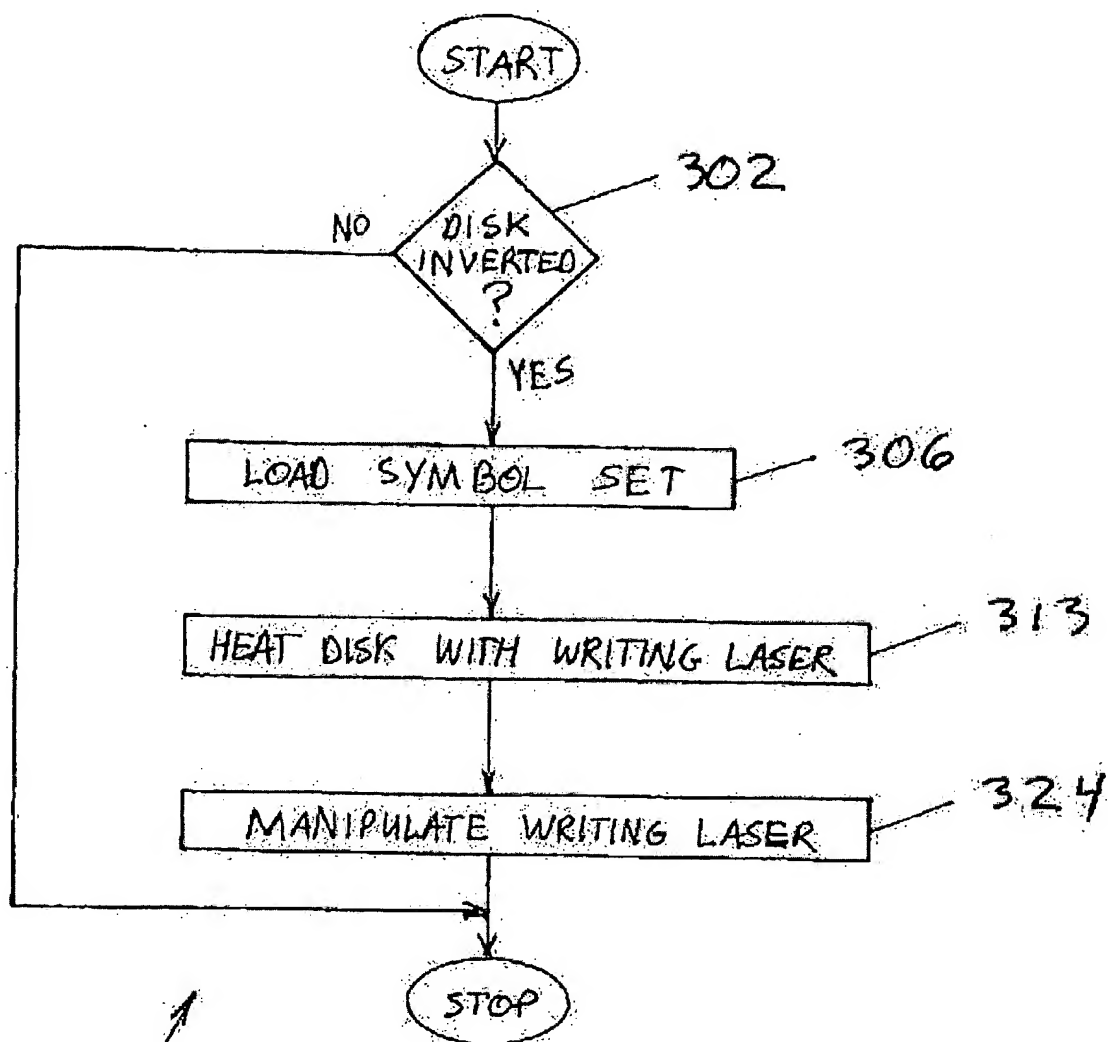 START
302
NO
DISK
INVERTED
?
YES
LOAD SYMBOL SET
306
HEAT DISK WITH WRITING LASER
313
MANIPULATE WRITING LASER
324
STOP